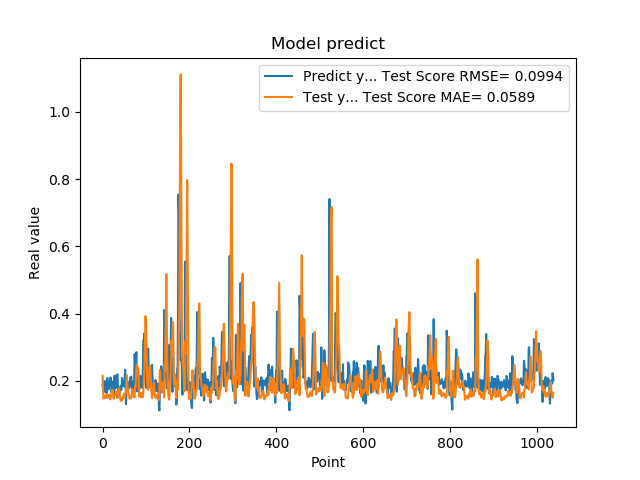 Model predict
Predict y... Test Score RMSE= 0.0994
Test y... Test Score MAE= 0.0589
Real value
1.0
0.8
0.6
0.4
0.2
0 200 400 600 800 1000
Point